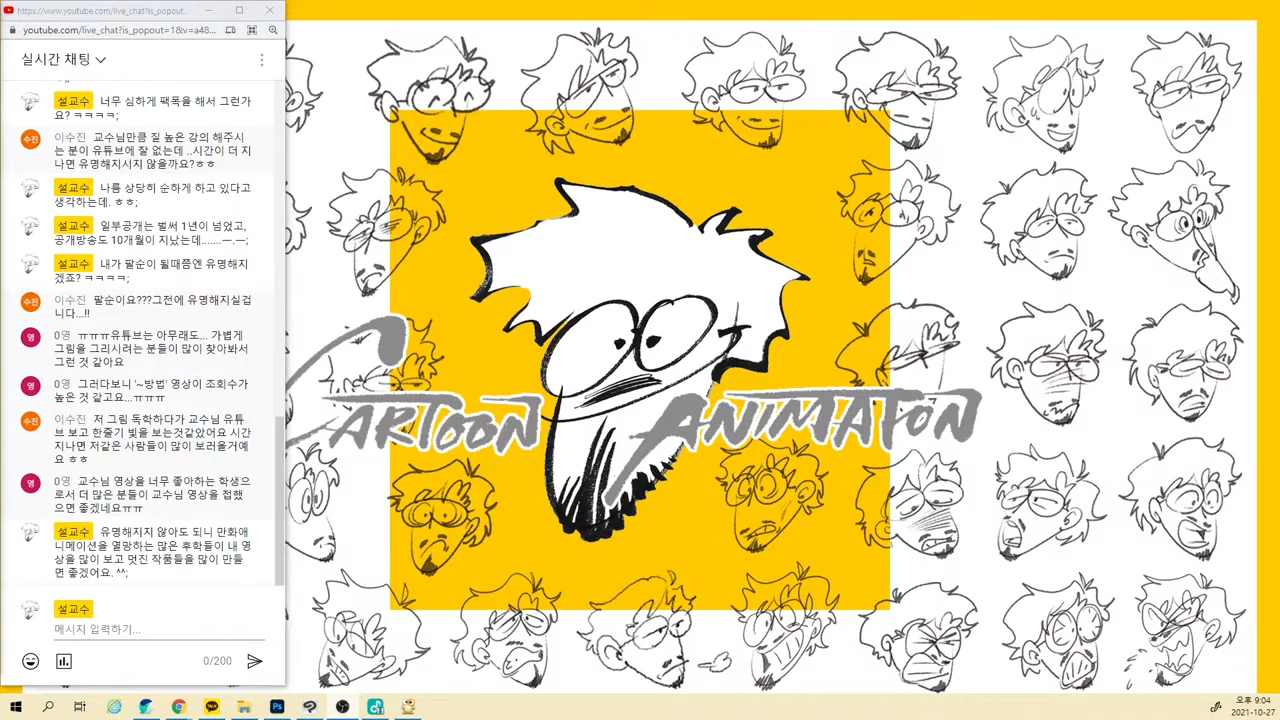 https://www.youtube.com/live_chat?is_popout...
youtube.com/live_chat?is_popout=1&v=a48...
실시간 채팅
설교수 너무 심하게 팩폭을 해서 그런가
요? ㅋㅋㅋㅋ;
이수진 교수님만큼 질 높은 강의 해주시
는 분이 유튜브에 잘 없는데 ..시간이 더 지
나면 유명해지시지 않을까요?ㅎㅎ
설교수 나름 상당히 순하게 하고 있다고
생각하는데. ㅎㅎ;
설교수 일부공개는 벌써 1년이 넘었고,
공개방송도 10개월이 지났는데.......ㅡ.ㅡ;
설교수 내가 팔순이 될때쯤엔 유명해지
겠죠? ㅋㅋㅋㅋ;
이수진 팔순이요???그전에 유명해지실겁
니다...!!
0영 ㅠㅠㅠ유튜브는 아무래도... 가볍게
그림을 그리시려는 분들이 많이 찾아봐서
그런 것 같아요
0영 그러다보니 '~방법' 영상이 조회수가
높은 것 같고요...ㅠㅠㅠ
이수진 저 그림 독학하다가 교수님 유튜
브 보고 한줄기 빛을 보는것같았어요 시간
지나면 저같은 사람들이 많이 보러올거에
요 ㅎㅎ
0영 교수님 영상을 너무 좋아하는 학생으
로서 더 많은 분들이 교수님 영상을 접했
으면 좋겠네요ㅠㅠ
설교수 유명해지지 않아도 되니 만화애
니메이션을 열망하는 많은 후학들이 내 영
상을 많이 보고 멋진 작품들을 많이 만들
면 좋겠어요. ^^;
설교수
메시지 입력하기...
0/200
CARTOON ANIMATION
오후 9:04
2021-10-27